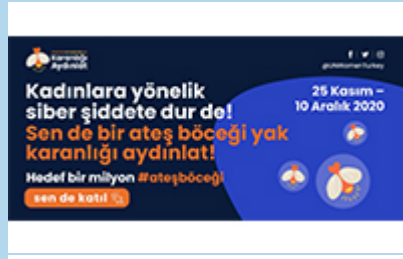 Karanlığı
Aydınlat
@UNWomenTurkey
Kadınlara yönelik
siber şiddete dur de!
Sen de bir ateş böceği yak
karanlığı aydınlat!
Hedef bir milyon #ateşböceği
sen de katıl
25 Kasım –
10 Aralık 2020